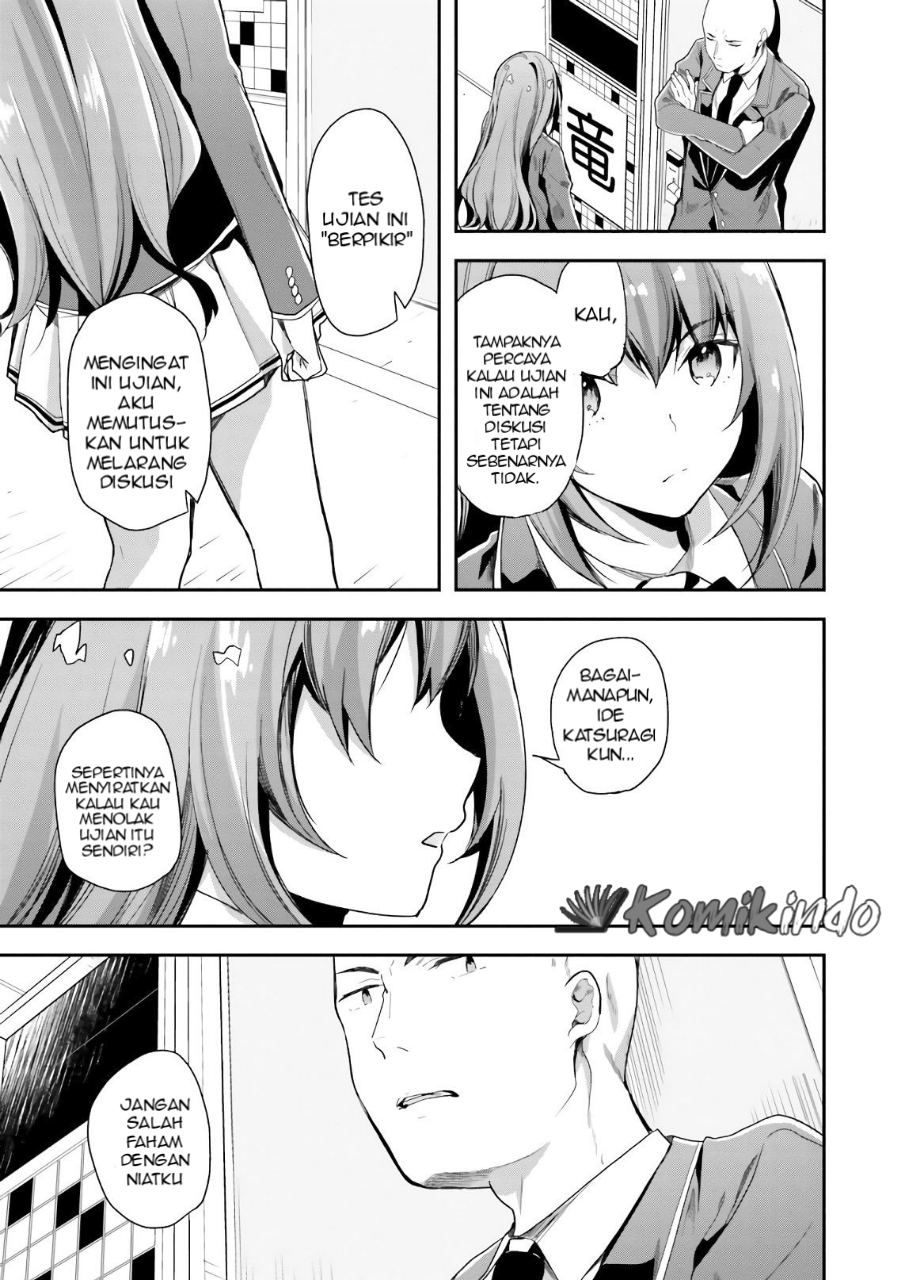 竜
TES
UJIAN INI
"BERPIKIR"
MENGINGAT
INI UJIAN,
AKU
MEMUTUS-
KAN UNTUK
MELARANG
DISKUSI
KAU,
TAMPAKNYA
PERCAYA
KALAU UJIAN
INI ADALAH
TENTANG
DISKUSI
TETAPI
SEBENARNYA
TIDAK.
BAGAI-
MANAPUN,
IDE
KATSURAGI
KUN...
SEPERTINYA
MENYIRATKAN
KALAU KAU
MENOLAK
UJIAN ITU
SENDIRI?
Komikindo
JANGAN
SALAH
FAHAM
DENGAN
NIATKU